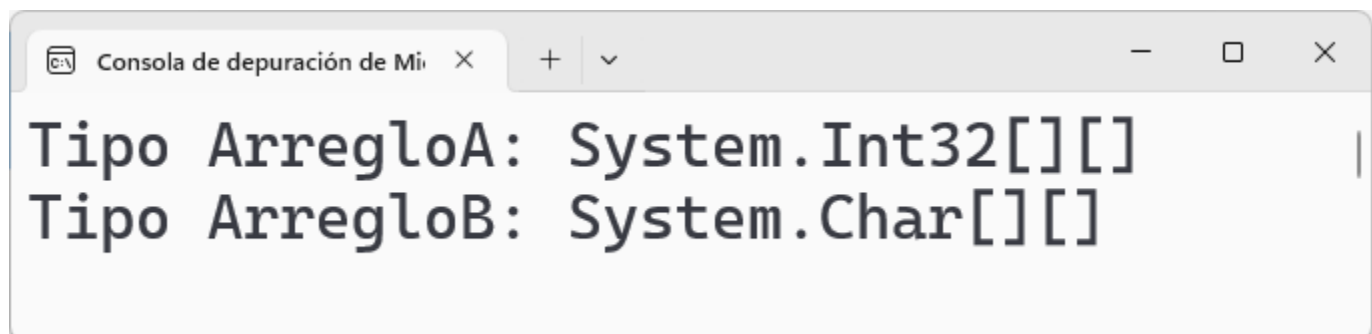 Consola de depuración de Mi
Tipo ArregloA: System.Int32[][]
Tipo ArregloB: System.Char[][]